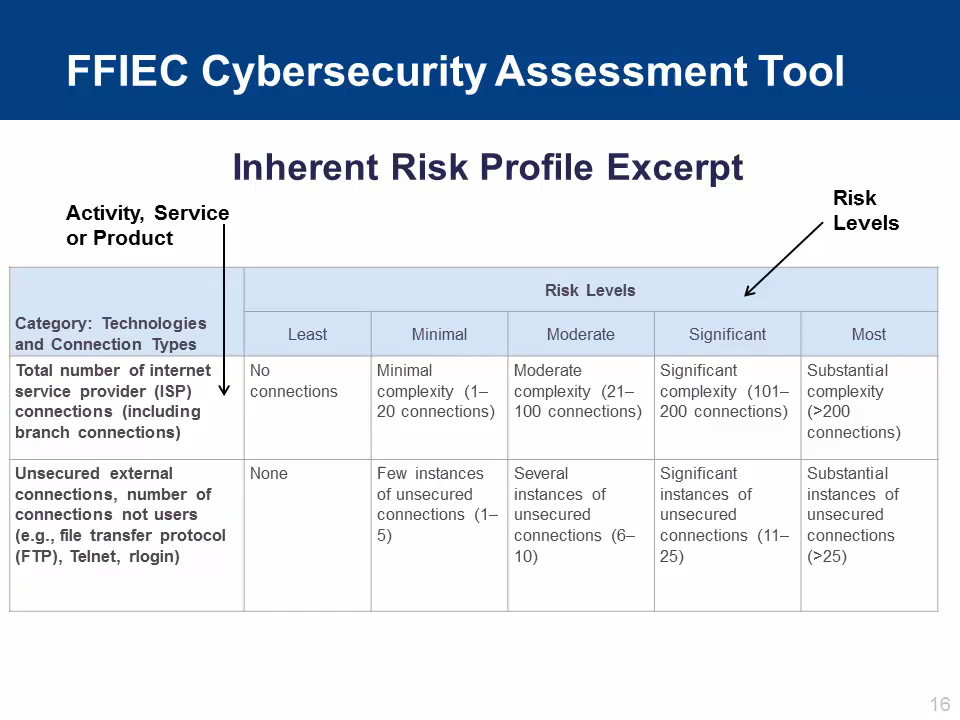 FFIEC Cybersecurity Assessment Tool
Inherent Risk Profile Excerpt
Activity, Service
or Product
Risk
Levels
Category: Technologies
and Connection Types
Risk Levels
Least
Minimal
Moderate
Significant
Most
Total number of internet
service provider (ISP)
connections (including
branch connections)
No
connections
Minimal
complexity (1–
20 connections)
Moderate
complexity (21–
100 connections)
Significant
complexity (101–
200 connections)
Substantial
complexity
(>200
connections)
Unsecured external
connections, number of
connections not users
(e.g., file transfer protocol
(FTP), Telnet, rlogin)
None
Few instances
of unsecured
connections (1–
5)
Several
instances of
unsecured
connections (6–
10)
Significant
instances of
unsecured
connections (11–
25)
Substantial
instances of
unsecured
connections
(>25)
16